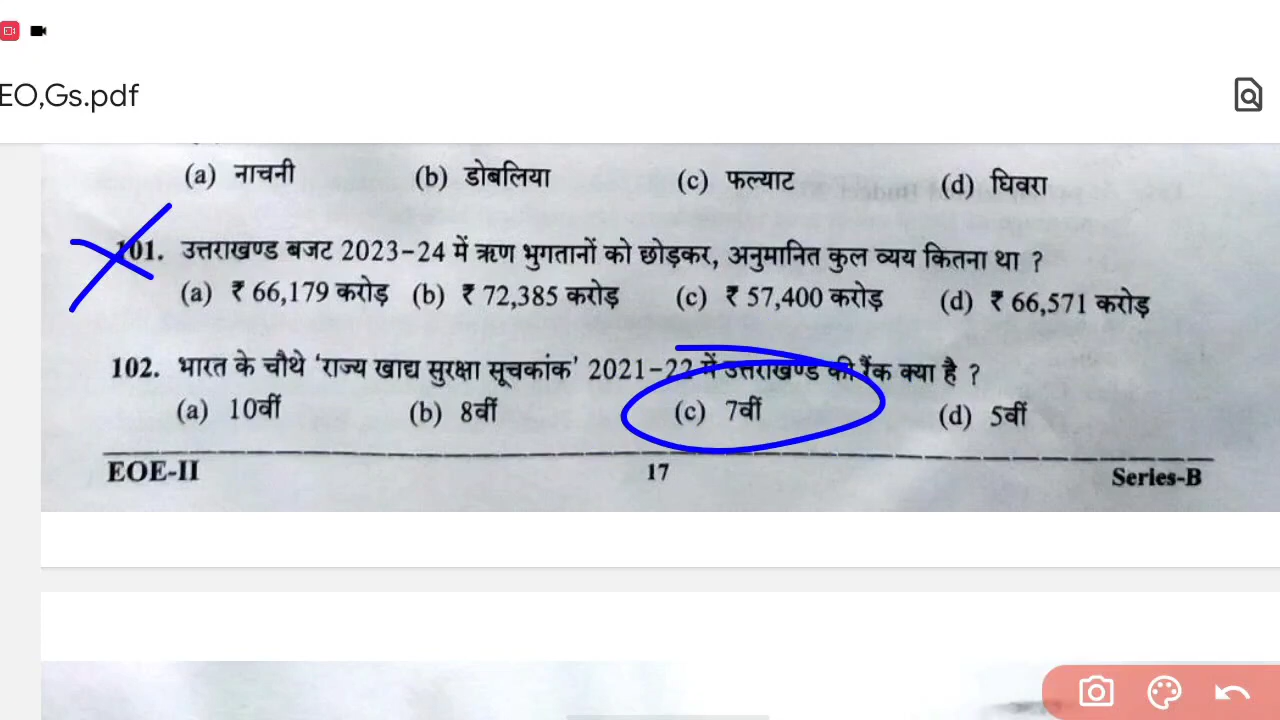 EO,Gs.pdf
(a) नाचनी (b) डोबलिया (c) फल्याट (d) घिवरा
101. उत्तराखण्ड बजट 2023-24 में ऋण भुगतानों को छोड़कर, अनुमानित कुल व्यय कितना था ?
(a) ₹ 66,179 करोड़ (b) ₹ 72,385 करोड़ (c) ₹ 57,400 करोड़ (d) ₹ 66,571 करोड़
102. भारत के चौथे 'राज्य खाद्य सुरक्षा सूचकांक' 2021-22 में उत्तराखण्ड की रैंक क्या है ?
(a) 10वीं (b) 8वीं (c) 7वीं (d) 5वीं
EOE-II 17 Series-B